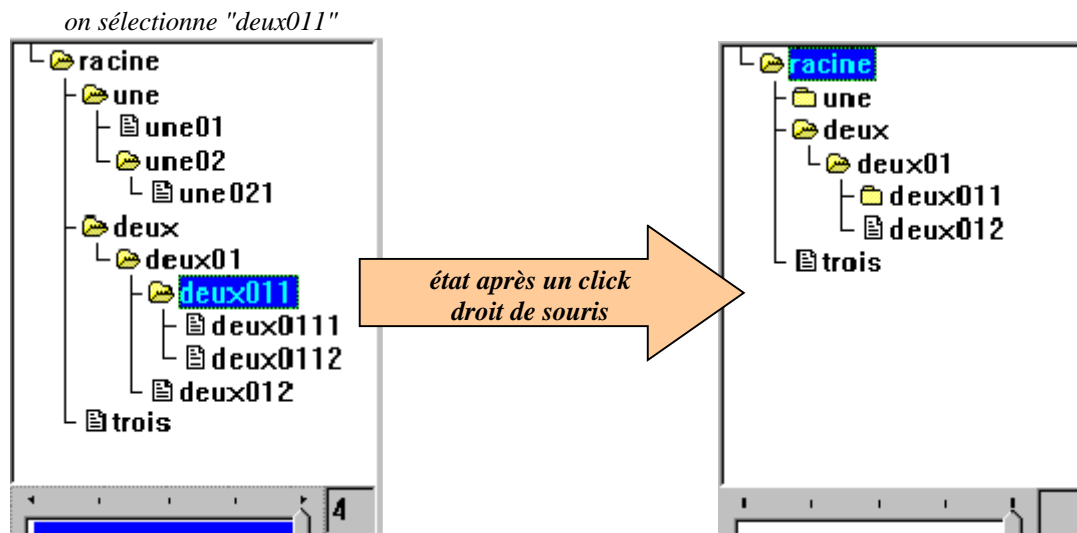 on sélectionne "deux011"
racine
une
une01
une02
une021
deux
deux01
deux011
deux0111
deux0112
deux012
trois
4
état après un click
droit de souris
racine
une
deux
deux01
deux011
deux012
trois